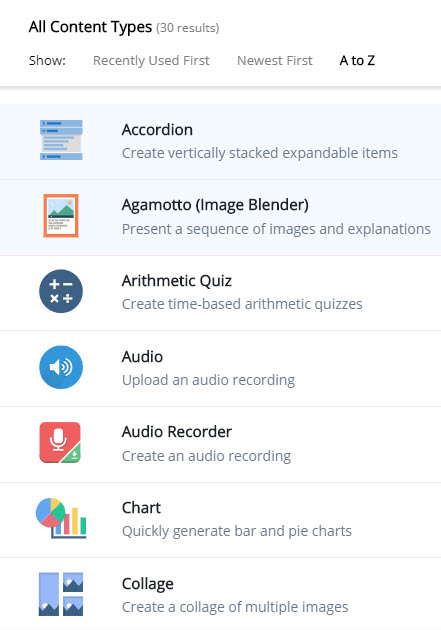 All Content Types (30 results)
Show: Recently Used First Newest First A to Z
Accordion
Create vertically stacked expandable items
Agamotto (Image Blender)
Present a sequence of images and explanations
Arithmetic Quiz
Create time-based arithmetic quizzes
Audio
Upload an audio recording
Audio Recorder
Create an audio recording
Chart
Quickly generate bar and pie charts
Collage
Create a collage of multiple images